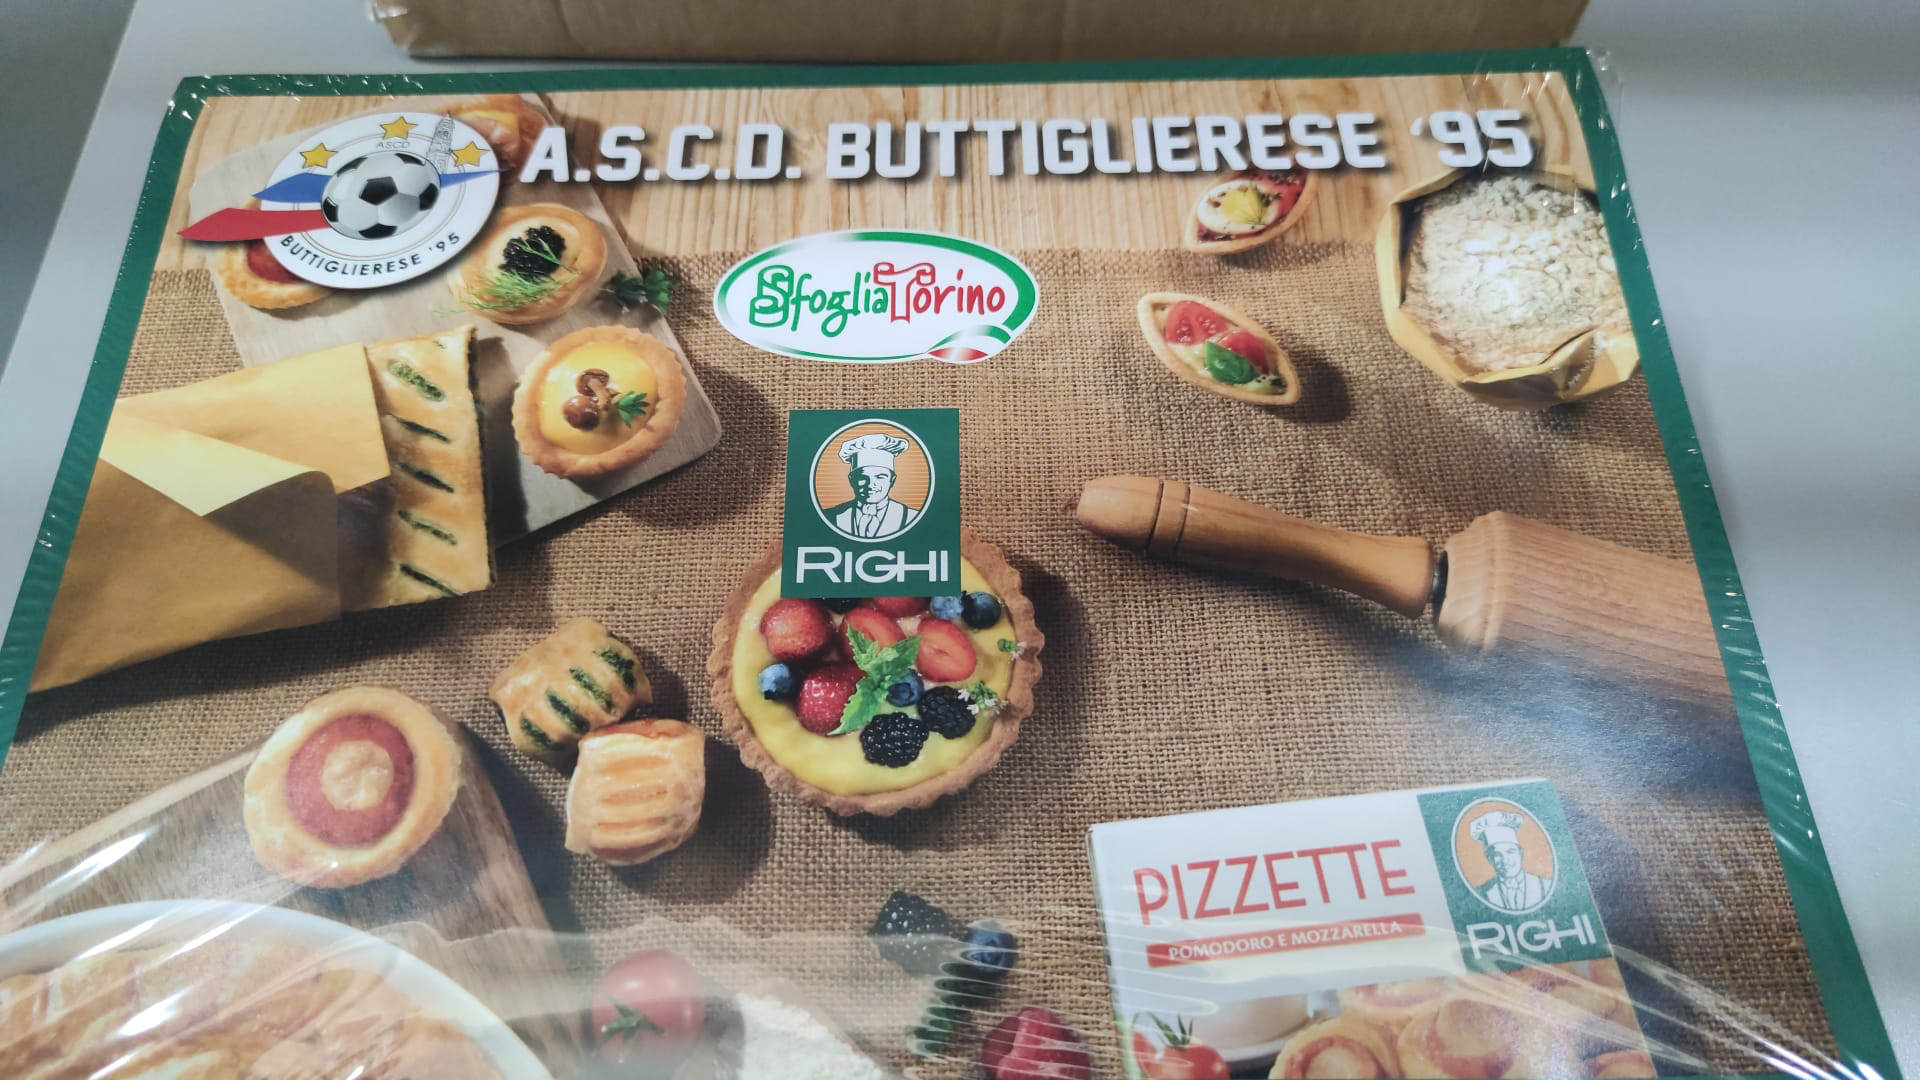 A.S.C.D. BUTTIGLIERESE '95
ASCD
BUTTIGLIERESE '95
SfogliaTorino
RIGHI
PIZZETTE
POMODORO E MOZZARELLA
RIGHI